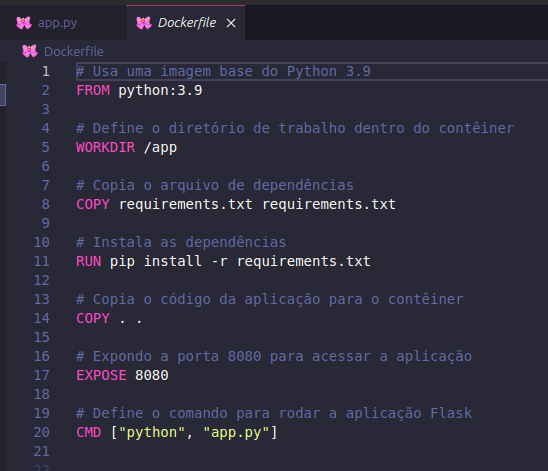 app.py
Dockerfile ×
Dockerfile
1 # Usa uma imagem base do Python 3.9
2 FROM python:3.9
3
4 # Define o diretório de trabalho dentro do contêiner
5 WORKDIR /app
6
7 # Copia o arquivo de dependências
8 COPY requirements.txt requirements.txt
9
10 # Instala as dependências
11 RUN pip install -r requirements.txt
12
13 # Copia o código da aplicação para o contêiner
14 COPY . .
15
16 # Expondo a porta 8080 para acessar a aplicação
17 EXPOSE 8080
18
19 # Define o comando para rodar a aplicação Flask
20 CMD ["python", "app.py"]
21
22